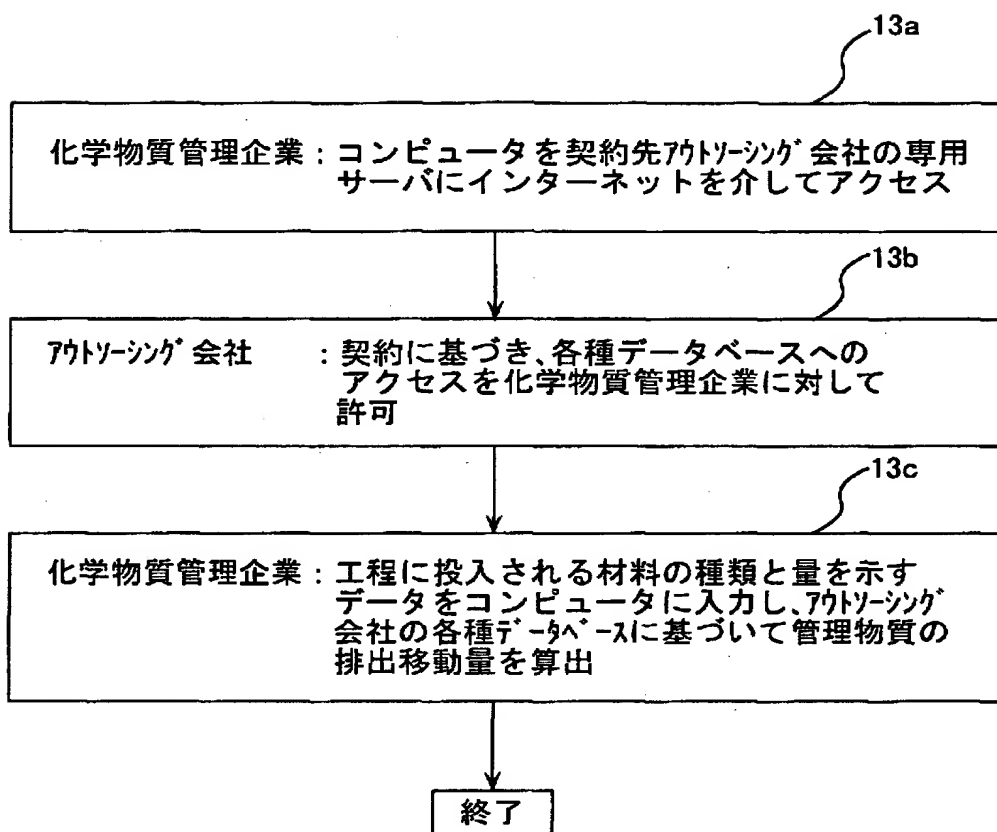 13a
化学物質管理企業：コンピュータを契約先ｱｳﾄｿｰｼﾝｸﾞ会社の専用
サーバにインターネットを介してアクセス
13b
ｱｳﾄｿｰｼﾝｸﾞ会社　：契約に基づき、各種データベースへの
アクセスを化学物質管理企業に対して
許可
13c
化学物質管理企業：工程に投入される材料の種類と量を示す
データをコンピュータに入力し、ｱｳﾄｿｰｼﾝｸﾞ
会社の各種ﾃﾞｰﾀﾍﾞｰｽに基づいて管理物質の
排出移動量を算出
終了